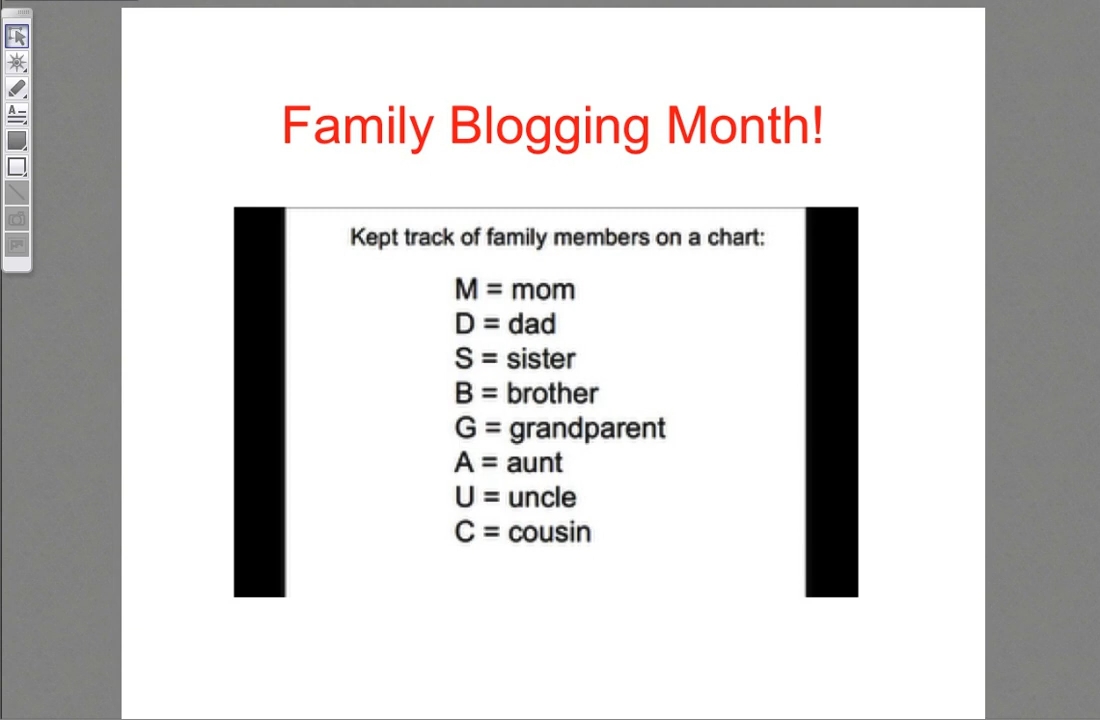 Family Blogging Month!
Kept track of family members on a chart:
M = mom
D = dad
S = sister
B = brother
G = grandparent
A = aunt
U = uncle
C = cousin